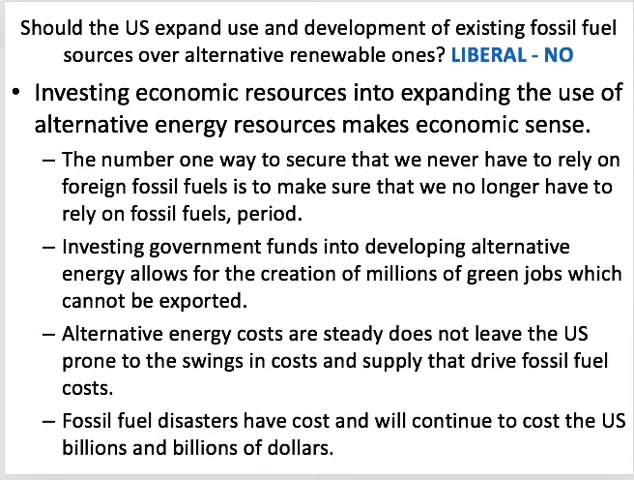 Should the US expand use and development of existing fossil fuel
sources over alternative renewable ones? LIBERAL - NO
• Investing economic resources into expanding the use of
alternative energy resources makes economic sense.
– The number one way to secure that we never have to rely on
foreign fossil fuels is to make sure that we no longer have to
rely on fossil fuels, period.
– Investing government funds into developing alternative
energy allows for the creation of millions of green jobs which
cannot be exported.
– Alternative energy costs are steady does not leave the US
prone to the swings in costs and supply that drive fossil fuel
costs.
– Fossil fuel disasters have cost and will continue to cost the US
billions and billions of dollars.